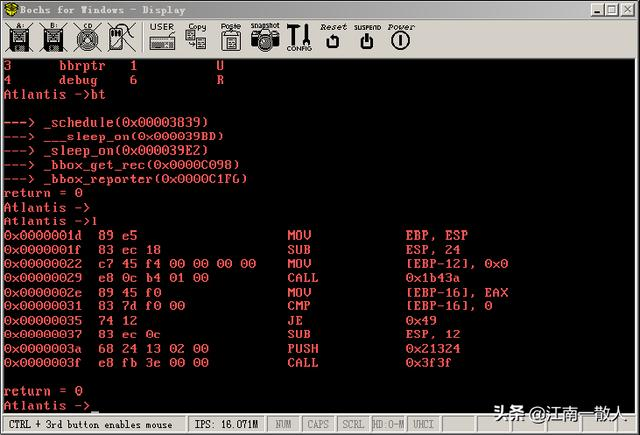 Bochs for Windows - Display
A: B: CD USER Copy Paste snapshot CONFIG Reset SUSPEND Power
3 bbrptr 1 U
4 debug 6 R
Atlantis ->bt
---> _schedule(0x00003839)
---> ___sleep_on(0x000039BD)
---> _sleep_on(0x000039E2)
---> _bbox_get_rec(0x0000C098)
---> _bbox_reporter(0x0000C1F6)
return = 0
Atlantis ->
Atlantis ->l
0x0000001d 89 e5 MOV EBP, ESP
0x0000001f 83 ec 18 SUB ESP, 24
0x00000022 c7 45 f4 00 00 00 00 MOV [EBP-12], 0x0
0x00000029 e8 0c b4 01 00 CALL 0x1b43a
0x0000002e 89 45 f0 MOV [EBP-16], EAX
0x00000031 83 7d f0 00 CMP [EBP-16], 0
0x00000035 74 12 JE 0x49
0x00000037 83 ec 0c SUB ESP, 12
0x0000003a 68 24 13 02 00 PUSH 0x21324
0x0000003f e8 fb 3e 00 00 CALL 0x3f3f
return = 0
Atlantis ->_
头条 @江南一散人
CTRL + 3rd button enables mouse IPS: 16.071M NUM CAPS SCRL HD:0-M VHCI